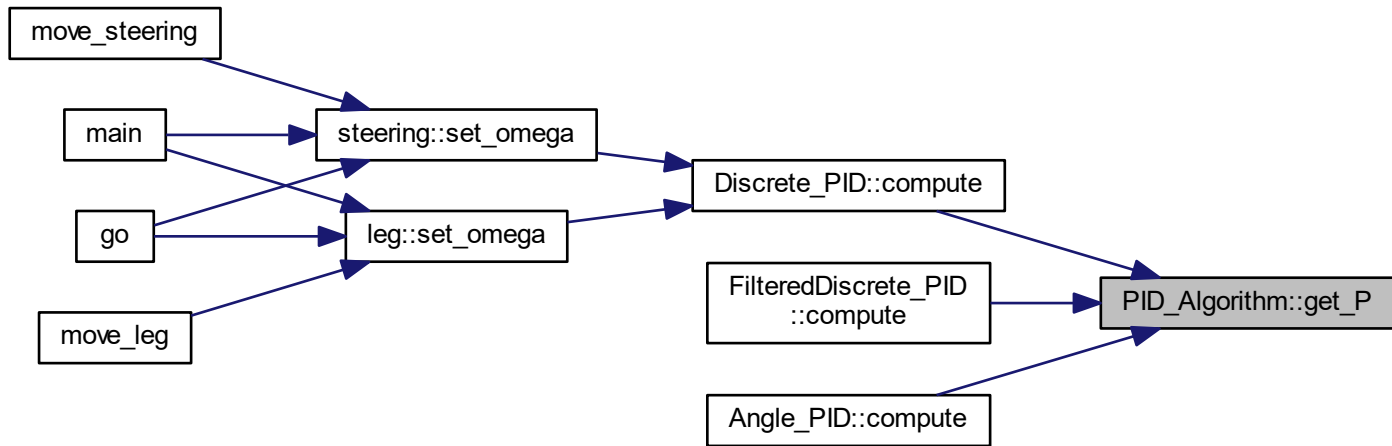 move_steering
main
go
move_leg
steering::set_omega
leg::set_omega
Discrete_PID::compute
FilteredDiscrete_PID
::compute
Angle_PID::compute
PID_Algorithm::get_P